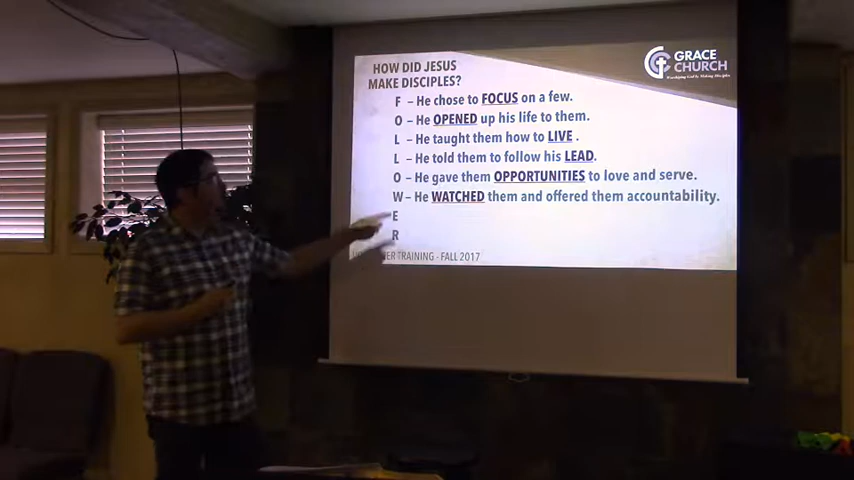 HOW DID JESUS
MAKE DISCIPLES?
GRACE
CHURCH
F – He chose to FOCUS on a few.
O – He OPENED up his life to them.
L – He taught them how to LIVE .
L – He told them to follow his LEAD.
O – He gave them OPPORTUNITIES to love and serve.
W – He WATCHED them and offered them accountability.
E
R
TRAINING - FALL 2017